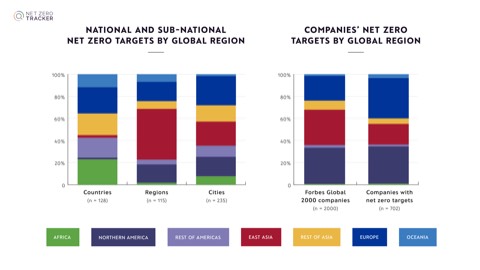 NET ZERO
TRACKER
NATIONAL AND SUB-NATIONAL
NET ZERO TARGETS BY GLOBAL REGION
COMPANIES' NET ZERO
TARGETS BY GLOBAL REGION
100%
80%
60%
40%
20%
0
Countries
(n = 128)
Regions
(n = 115)
Cities
(n = 235)
100%
80%
60%
40%
20%
0
Forbes Global
2000 companies
(n = 2000)
Companies with
net zero targets
(n = 702)
AFRICA
NORTHERN AMERICA
REST OF AMERICAS
EAST ASIA
REST OF ASIA
EUROPE
OCEANIA